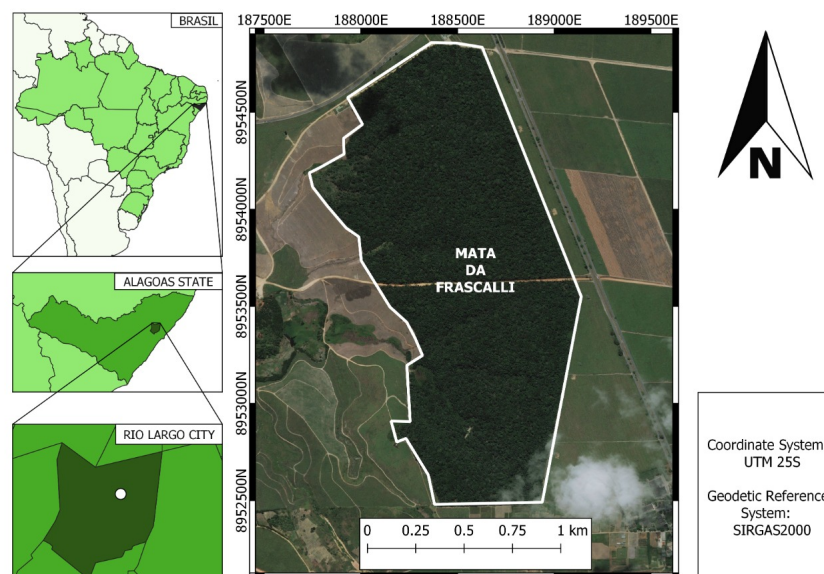 BRASIL
ALAGOAS STATE
RIO LARGO CITY
187500E 188000E 188500E 189000E 189500E
8954500N
8954000N
8953500N
8953000N
8952500N
MATA
DA
FRASCALLI
0 0.25 0.5 0.75 1 km
N
Coordinate System:
UTM 25S
Geodetic Reference
System:
SIRGAS2000